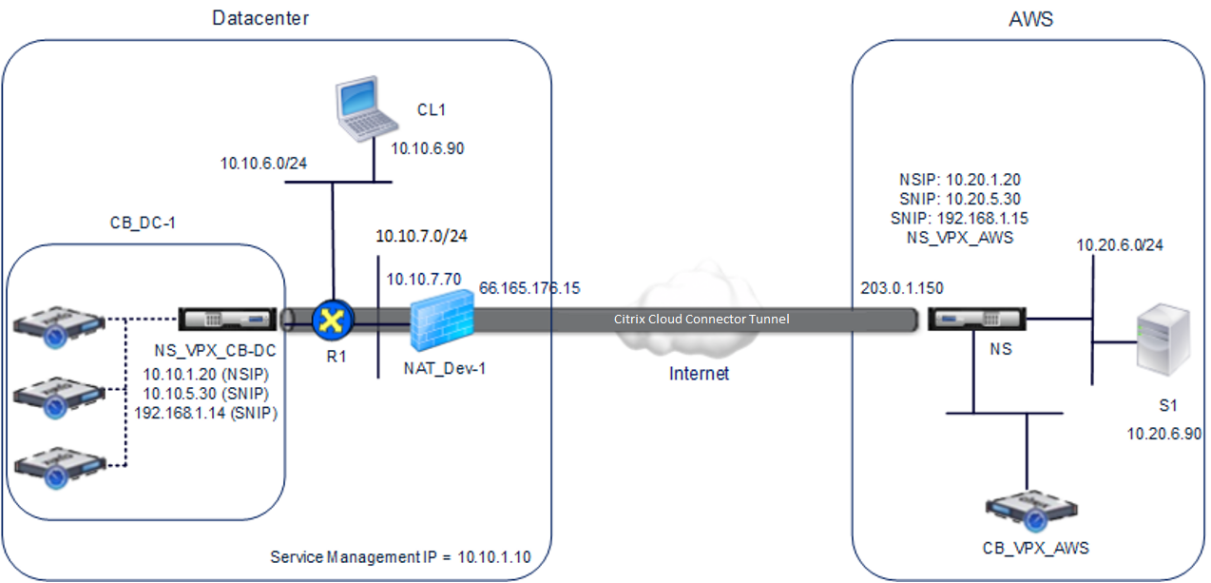 Datacenter
AWS
CL1
10.10.6.90
10.10.6.0/24
NSIP: 10.20.1.20
SNIP: 10.20.5.30
SNIP: 192.168.1.15
NS_VPX_AWS
CB_DC-1
10.10.7.0/24
10.20.6.0/24
10.10.7.70
66.165.176.15
203.0.1.150
Citrix Cloud Connector Tunnel
NS_VPX_CB-DC
10.10.1.20 (NSIP)
10.10.5.30 (SNIP)
192.168.1.14 (SNIP)
R1
NAT_Dev-1
Internet
NS
S1
10.20.6.90
CB_VPX_AWS
Service Management IP = 10.10.1.10